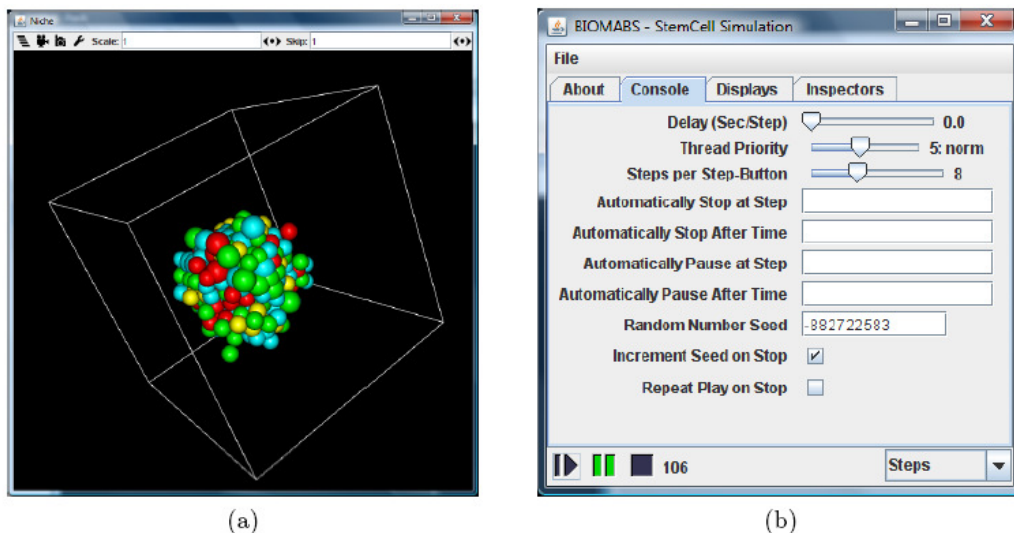 Niche
Scale: 1 Skip: 1
(a)
BIOMABS - StemCell Simulation
File
About Console Displays Inspectors
Delay (Sec/Step) 0.0
Thread Priority 5: norm
Steps per Step-Button 8
Automatically Stop at Step
Automatically Stop After Time
Automatically Pause at Step
Automatically Pause After Time
Random Number Seed -882722583
Increment Seed on Stop
Repeat Play on Stop
106 Steps
(b)